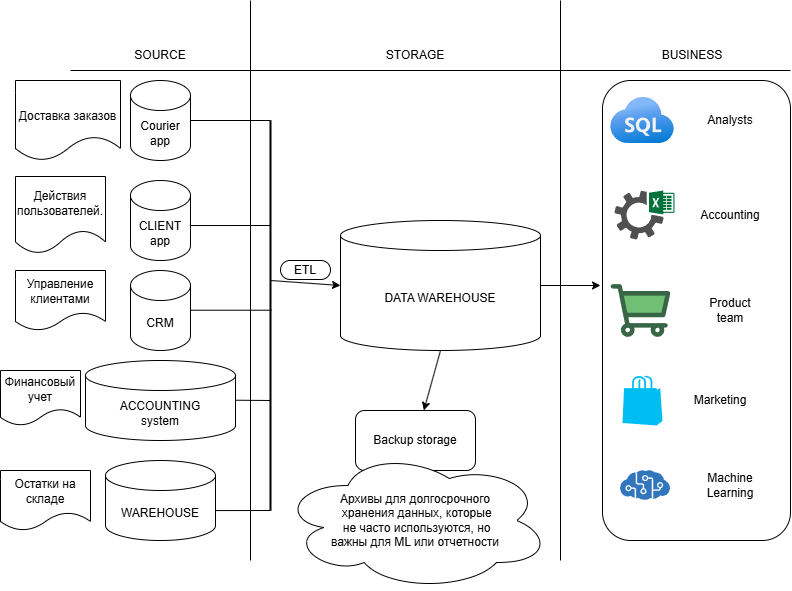 SOURCE
STORAGE
BUSINESS
Доставка заказов
Courier
app
Действия
пользователей.
CLIENT
app
Управление
клиентами
CRM
Финансовый
учет
ACCOUNTING
system
Остатки на
складе
WAREHOUSE
ETL
DATA WAREHOUSE
Backup storage
Архивы для долгосрочного
хранения данных, которые
не часто используются, но
важны для ML или отчетности
SQL
Analysts
X
Accounting
Product
team
Marketing
Machine
Learning